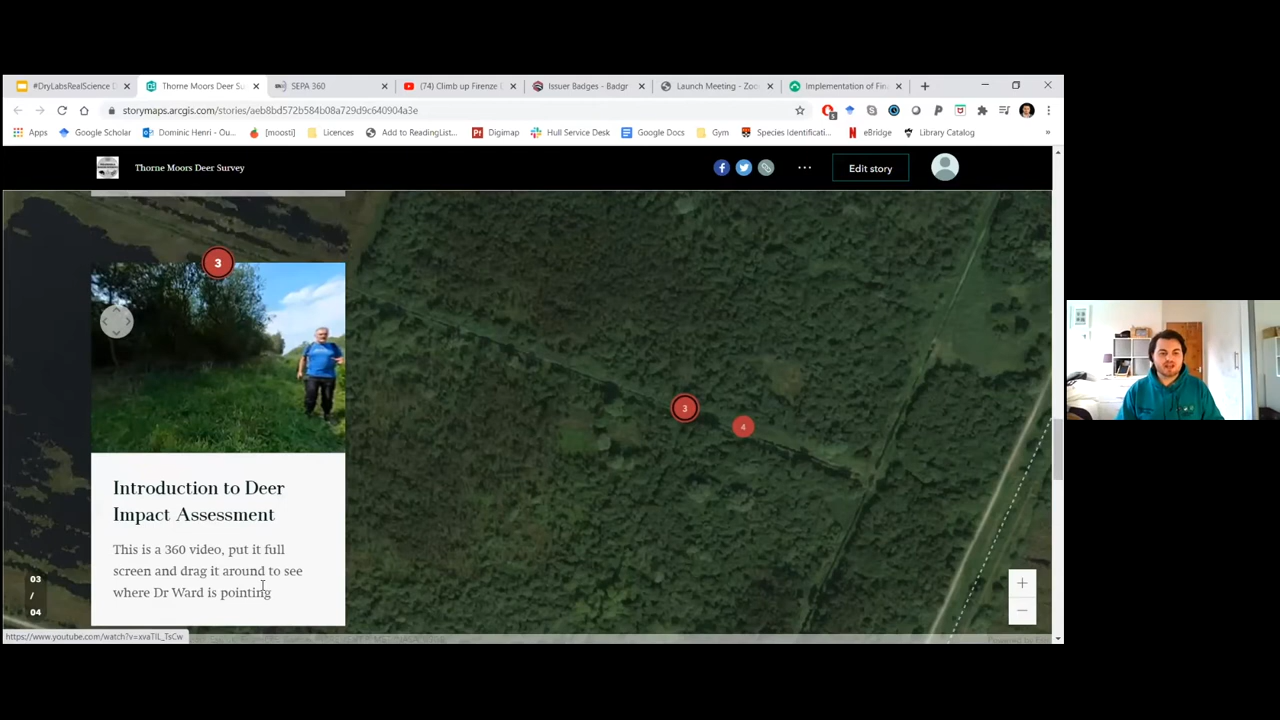 #DryLabsRealScience D
Thorne Moors Deer Su
SEPA 360
(74) Climb up Firenze
Issuer Badges - Badgr
Launch Meeting - Zoo
Implementation of Fin
storymaps.arcgis.com/stories/aeb8bd572b584b08a729d9c640904a3e
5
Apps
Google Scholar
Dominic Henri - Ou...
[moosti]
Licences
Add to ReadingList...
Digimap
Hull Service Desk
Google Docs
Gym
Species Identificati...
eBridge
Library Catalog
»
Thorne Moors Deer Survey
Edit story
3
3
4
Introduction to Deer
Impact Assessment
This is a 360 video, put it full
screen and drag it around to see
where Dr Ward is pointing
03
/
04
https://www.youtube.com/watch?v=xvaTIL_TsCw